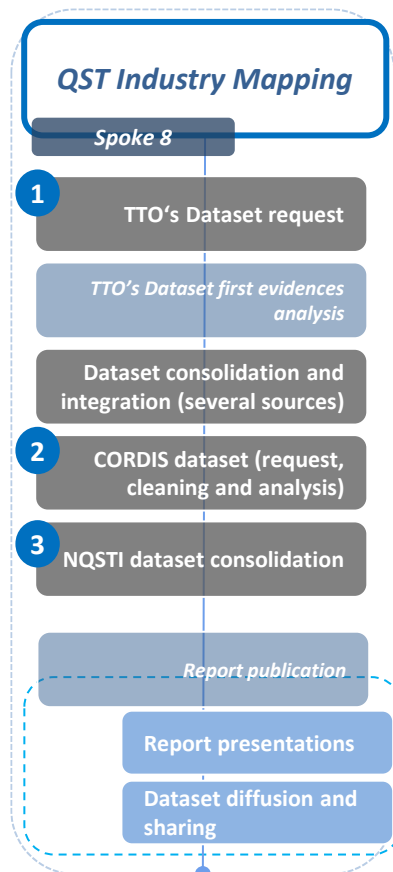 QST Industry Mapping
Spoke 8
1
TTO‘s Dataset request
TTO's Dataset first evidences
analysis
Dataset consolidation and
integration (several sources)
2
CORDIS dataset (request,
cleaning and analysis)
3
NQSTI dataset consolidation
Report publication
Report presentations
Dataset diffusion and
sharing